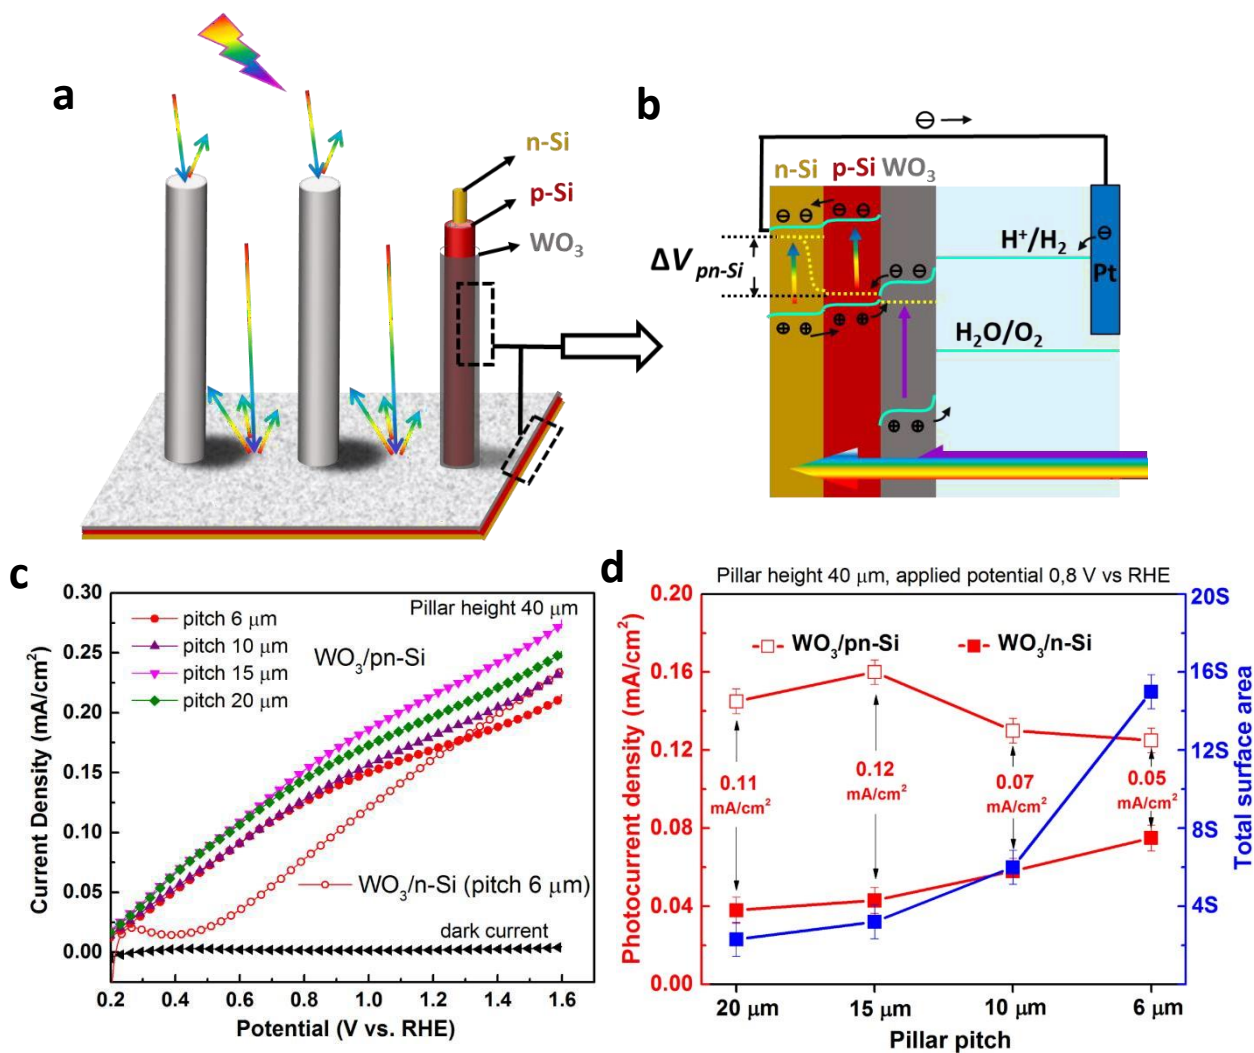 a
n-Si
p-Si
WO₃
b
⊖→
n-Si p-Si WO₃
ΔV pn-Si
H⁺/H₂
Pt
H₂O/O₂
c
0.30
0.25
0.20
0.15
0.10
0.05
0.00
Current Density (mA/cm²)
Pillar height 40 μm
pitch 6 μm
pitch 10 μm
pitch 15 μm
pitch 20 μm
WO₃/pn-Si
WO₃/n-Si (pitch 6 μm)
dark current
0.2 0.4 0.6 0.8 1.0 1.2 1.4 1.6
Potential (V vs. RHE)
d
Pillar height 40 μm, applied potential 0,8 V vs RHE
0.20
0.16
0.12
0.08
0.04
0.00
Photocurrent density (mA/cm²)
WO₃/pn-Si WO₃/n-Si
0.11
mA/cm²
0.12
mA/cm²
0.07
mA/cm²
0.05
mA/cm²
20S
16S
12S
8S
4S
Total surface area
20 μm 15 μm 10 μm 6 μm
Pillar pitch